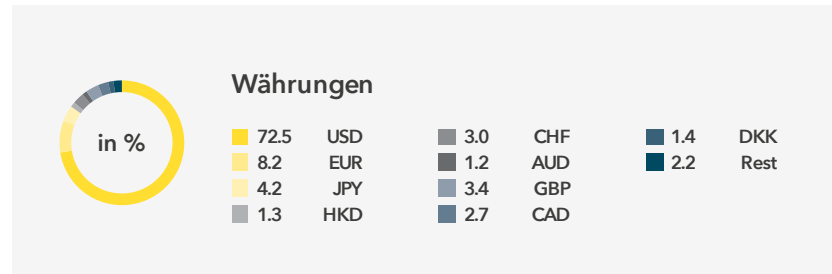 Währungen
in %
72.5 USD
8.2 EUR
4.2 JPY
1.3 HKD
3.0 CHF
1.2 AUD
3.4 GBP
2.7 CAD
1.4 DKK
2.2 Rest